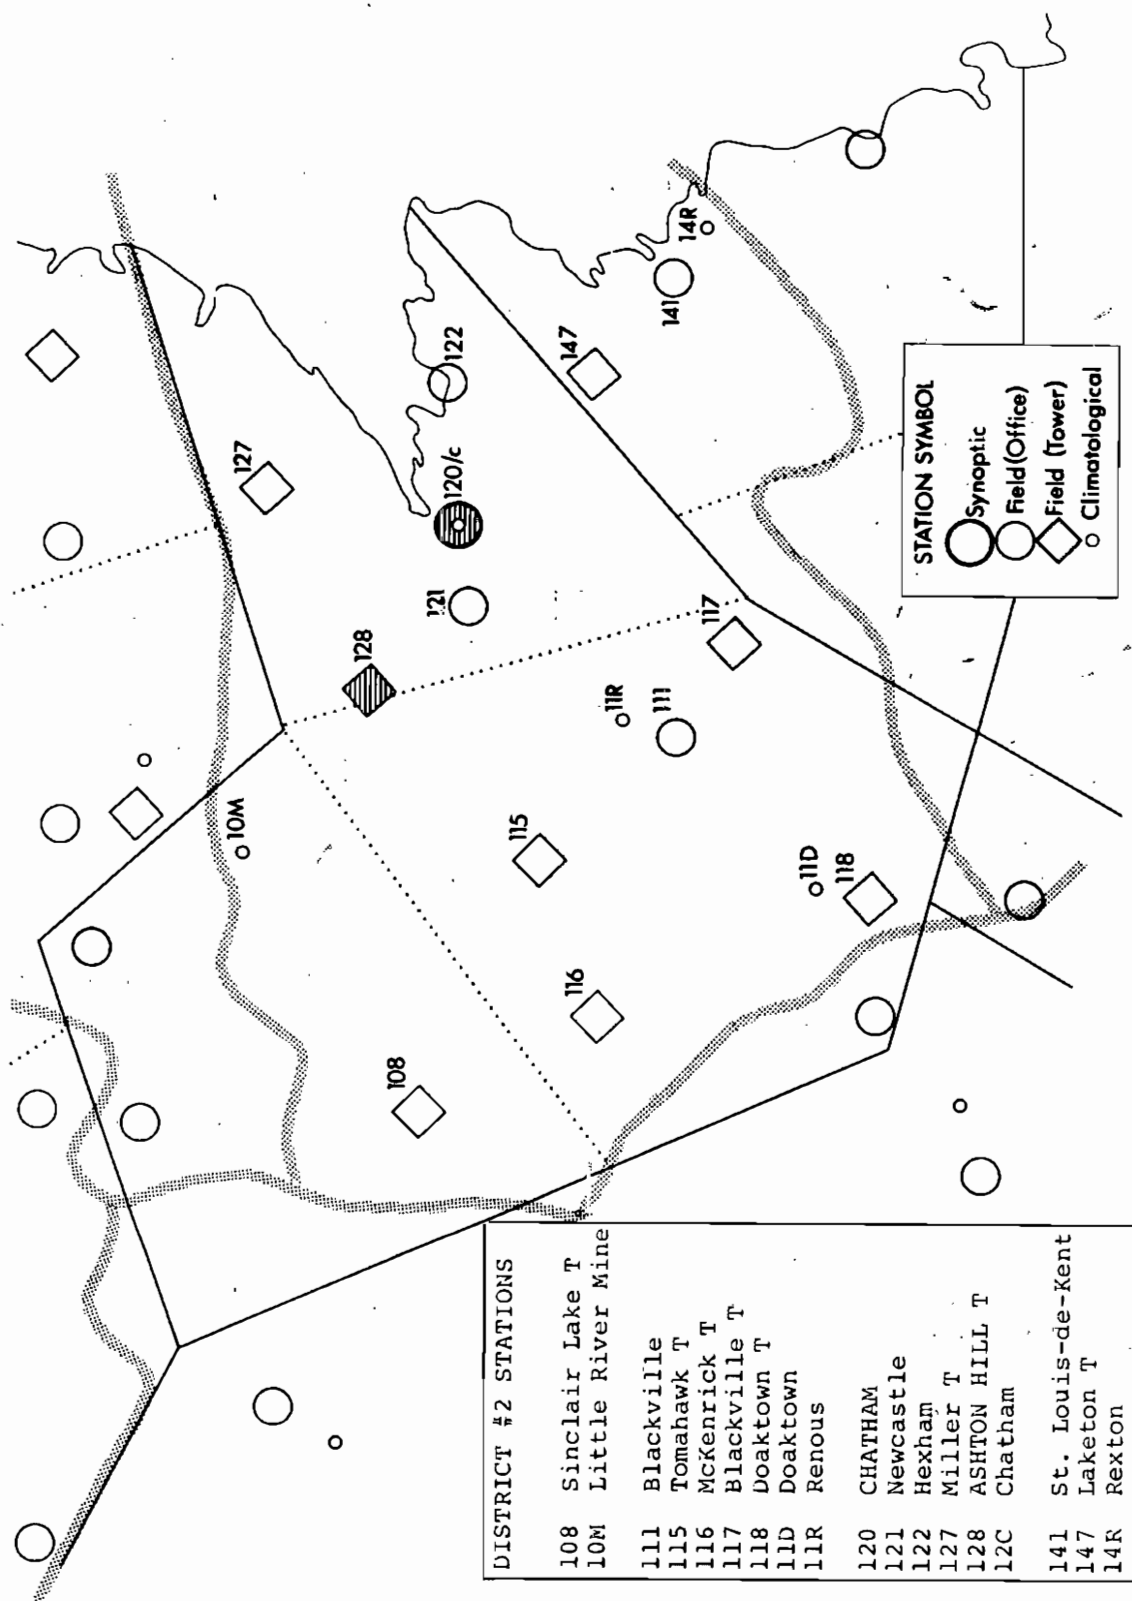 127
128
122
120/c
121
147
141
14R
10M
115
11R
111
117
116
11D
118
108
STATION SYMBOL
Synoptic
Field(Office)
Field (Tower)
Climatological
DISTRICT #2 STATIONS
108 Sinclair Lake T
10M Little River Mine
111 Blackville
115 Tomahawk T
116 McKenrick T
117 Blackville T
118 Doaktown T
11D Doaktown
11R Renous
120 CHATHAM
121 Newcastle
122 Hexham
127 Miller T
128 ASHTON HILL T
12C Chatham
141 St. Louis-de-Kent
147 Laketon T
14R Rexton